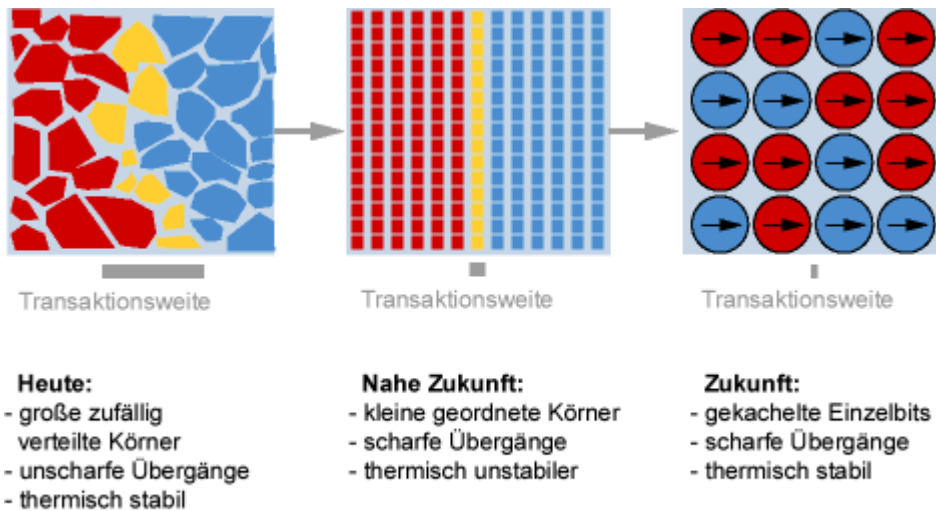 Transaktionsweite
Transaktionsweite
Transaktionsweite
Heute:
- große zufällig
verteilte Körner
- unscharfe Übergänge
- thermisch stabil
Nahe Zukunft:
- kleine geordnete Körner
- scharfe Übergänge
- thermisch unstabiler
Zukunft:
- gekachelte Einzelbits
- scharfe Übergänge
- thermisch stabil